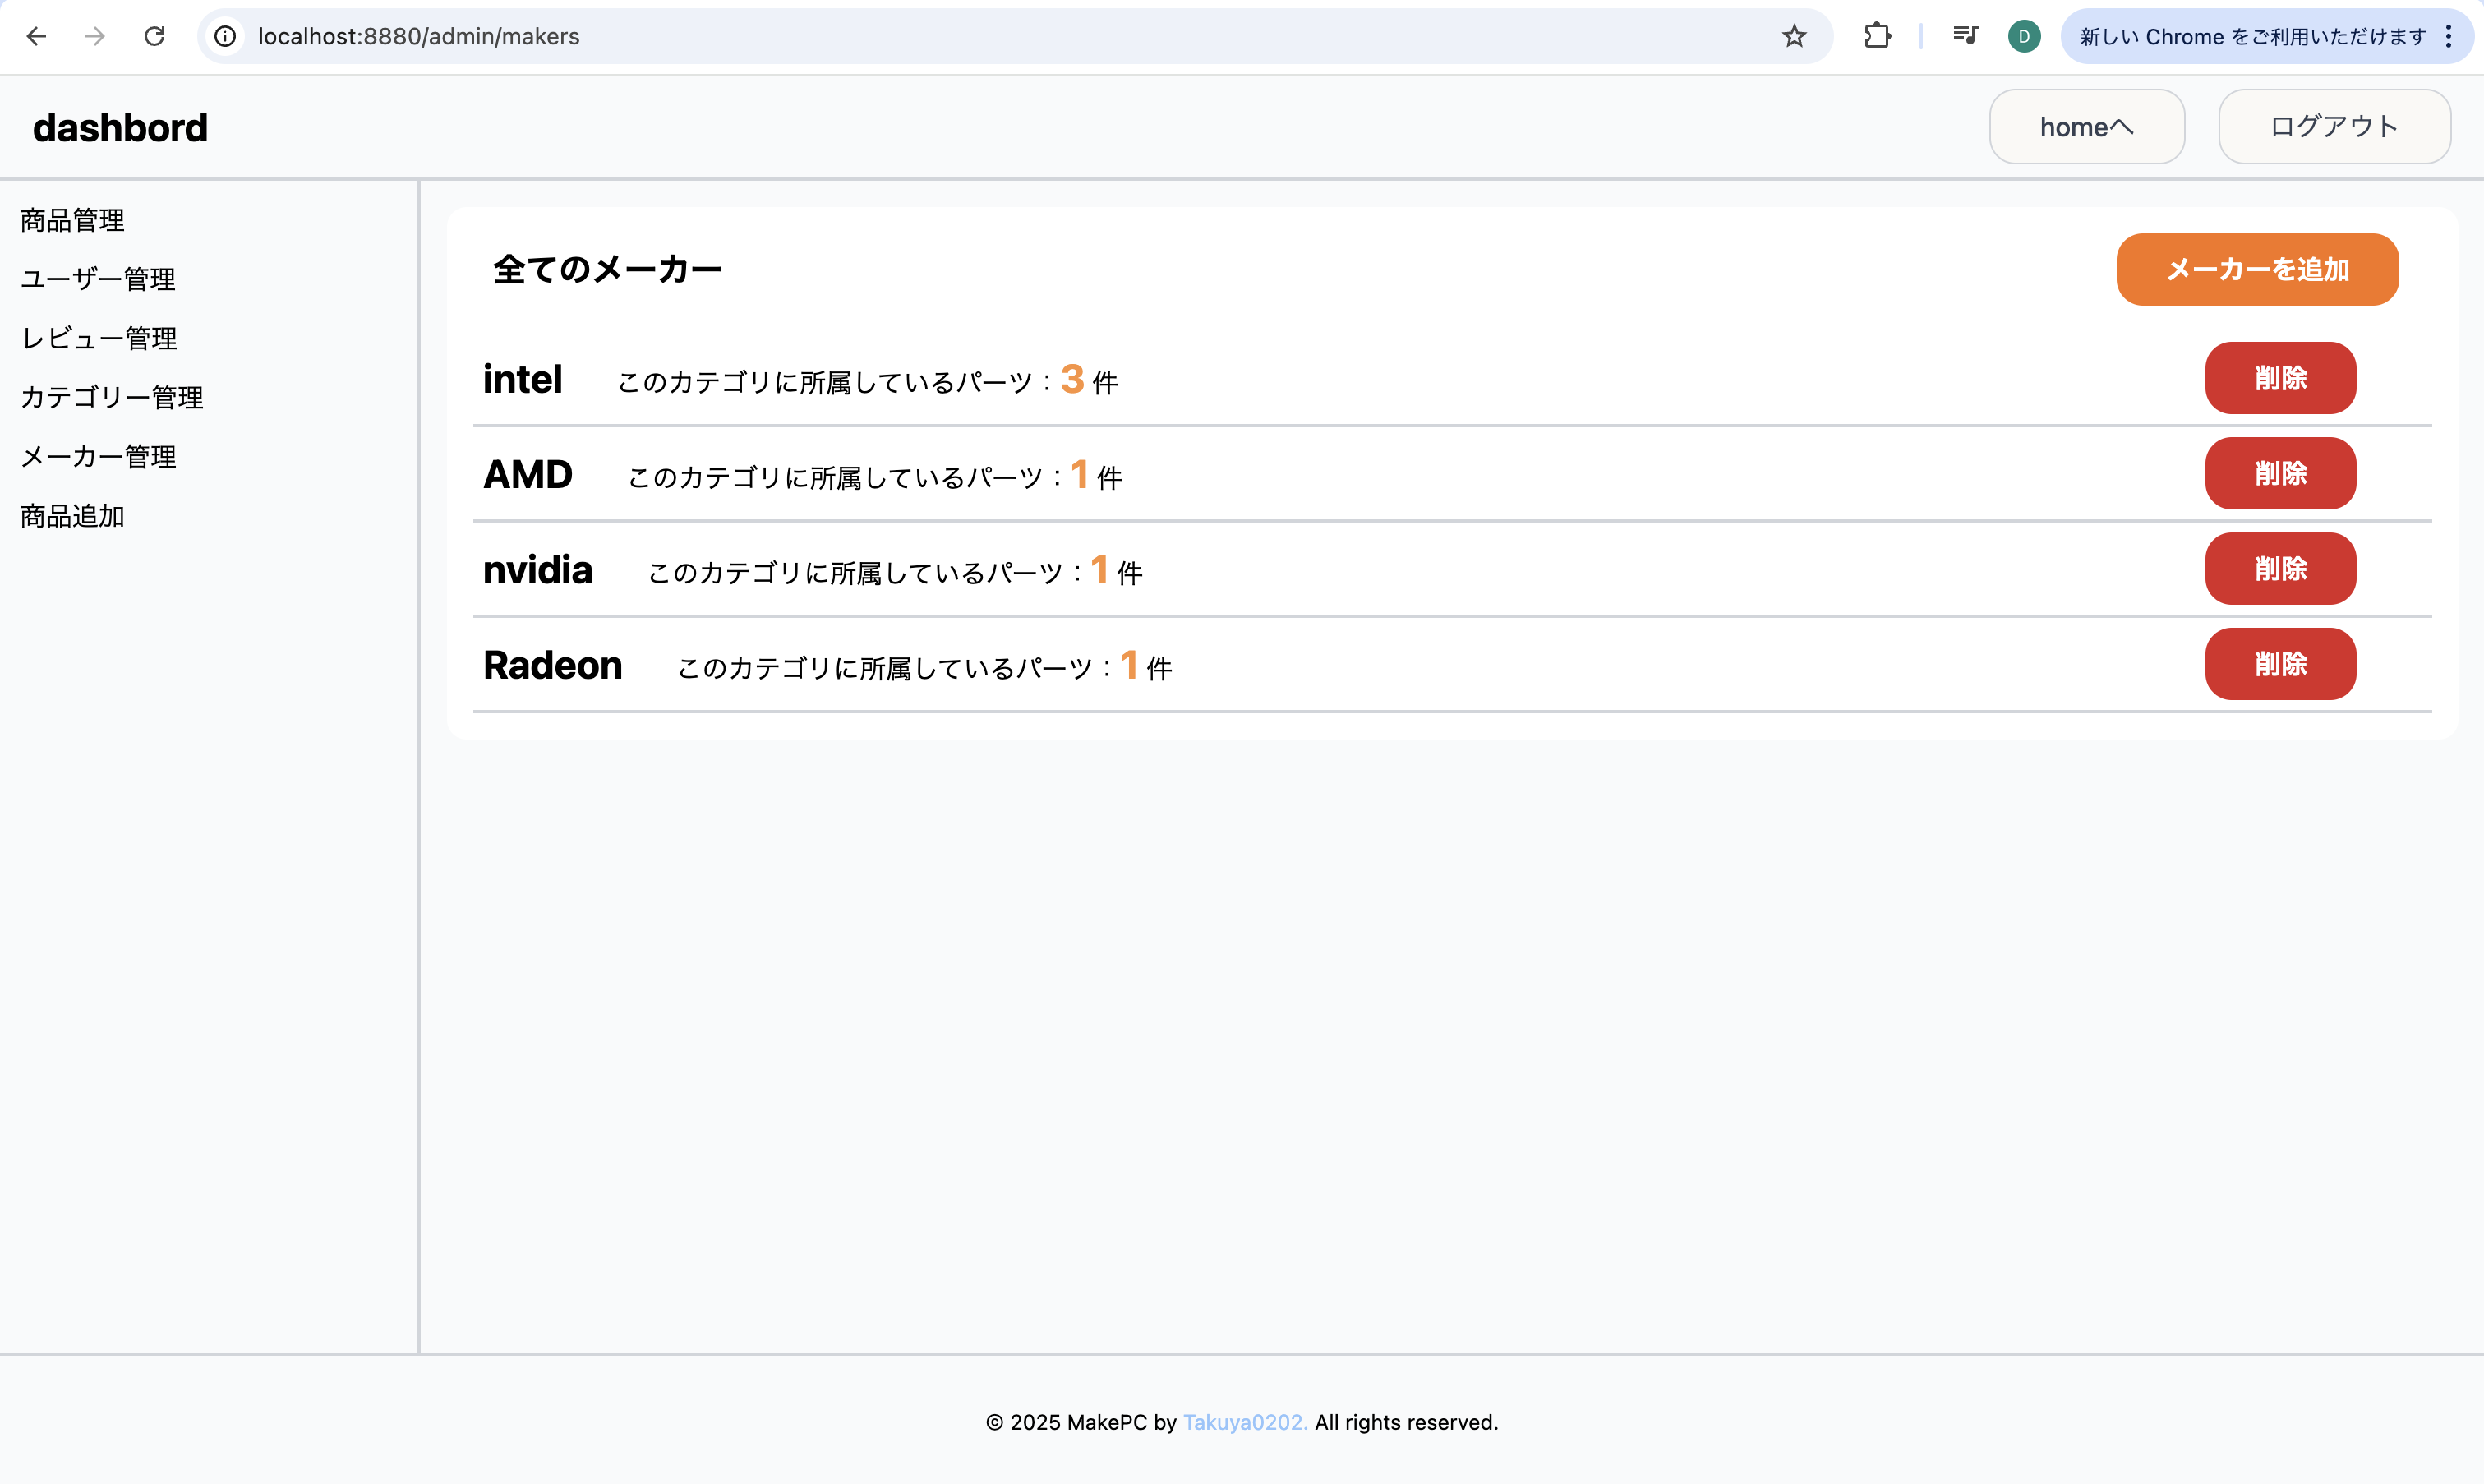 localhost:8880/admin/makers
D
新しい Chrome をご利用いただけます
dashbord
homeへ
ログアウト
商品管理
ユーザー管理
レビュー管理
カテゴリー管理
メーカー管理
商品追加
全てのメーカー
メーカーを追加
intel このカテゴリに所属しているパーツ：3 件 削除
AMD このカテゴリに所属しているパーツ：1 件 削除
nvidia このカテゴリに所属しているパーツ：1 件 削除
Radeon このカテゴリに所属しているパーツ：1 件 削除
© 2025 MakePC by Takuya0202. All rights reserved.